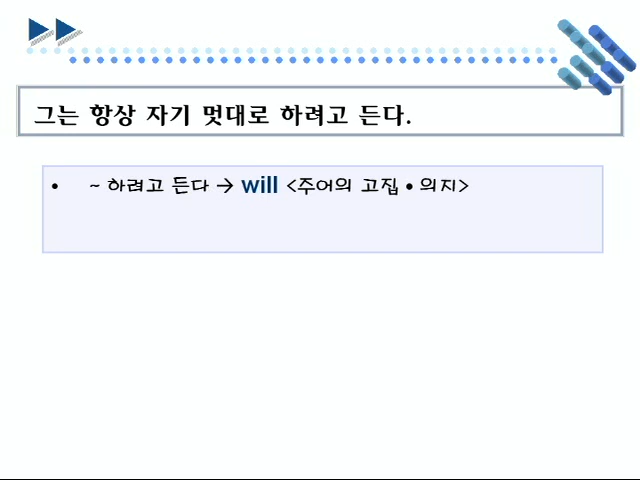 그는 항상 자기 멋대로 하려고 든다.
• ~ 하려고 든다 → will <주어의 고집 • 의지>